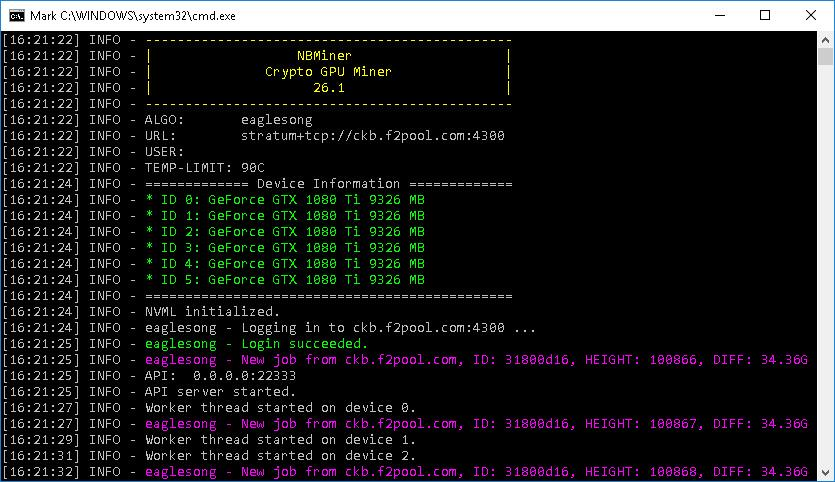 Mark C:\WINDOWS\system32\cmd.exe
[16:21:22] INFO - ----------------------------------------------
[16:21:22] INFO - |                  NBMiner                   |
[16:21:22] INFO - |              Crypto GPU Miner              |
[16:21:22] INFO - |                    26.1                    |
[16:21:22] INFO - ----------------------------------------------
[16:21:22] INFO - ALGO:       eaglesong
[16:21:22] INFO - URL:        stratum+tcp://ckb.f2pool.com:4300
[16:21:22] INFO - USER:
[16:21:22] INFO - TEMP-LIMIT: 90C
[16:21:24] INFO - ============= Device Information =============
[16:21:24] INFO - * ID 0: GeForce GTX 1080 Ti 9326 MB
[16:21:24] INFO - * ID 1: GeForce GTX 1080 Ti 9326 MB
[16:21:24] INFO - * ID 2: GeForce GTX 1080 Ti 9326 MB
[16:21:24] INFO - * ID 3: GeForce GTX 1080 Ti 9326 MB
[16:21:24] INFO - * ID 4: GeForce GTX 1080 Ti 9326 MB
[16:21:24] INFO - * ID 5: GeForce GTX 1080 Ti 9326 MB
[16:21:24] INFO - ==============================================
[16:21:24] INFO - NVML initialized.
[16:21:24] INFO - eaglesong - Logging in to ckb.f2pool.com:4300 ...
[16:21:25] INFO - eaglesong - Login succeeded.
[16:21:25] INFO - eaglesong - New job from ckb.f2pool.com, ID: 31800d16, HEIGHT: 100866, DIFF: 34.36G
[16:21:25] INFO - API:  0.0.0.0:22333
[16:21:25] INFO - API server started.
[16:21:27] INFO - Worker thread started on device 0.
[16:21:27] INFO - eaglesong - New job from ckb.f2pool.com, ID: 31800d16, HEIGHT: 100867, DIFF: 34.36G
[16:21:29] INFO - Worker thread started on device 1.
[16:21:31] INFO - Worker thread started on device 2.
[16:21:32] INFO - eaglesong - New job from ckb.f2pool.com, ID: 31800d16, HEIGHT: 100868, DIFF: 34.36G